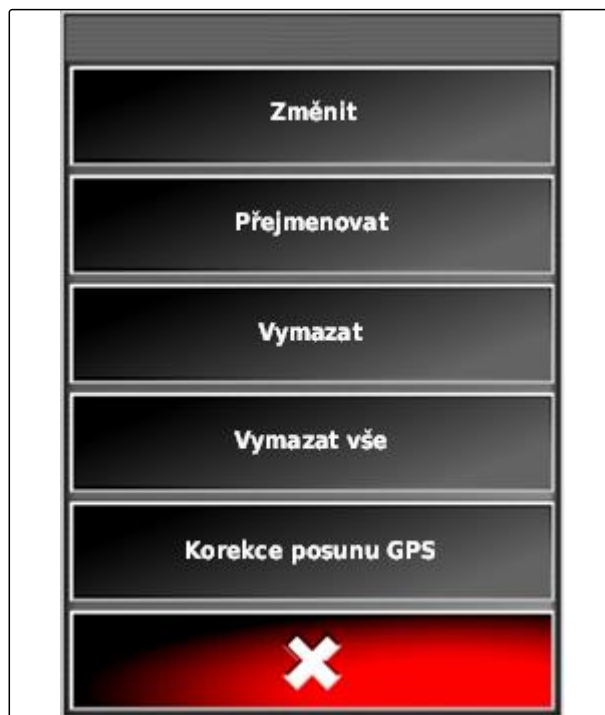 Změnit
Přejmenovat
Vymazat
Vymazat vše
Korekce posunu GPS